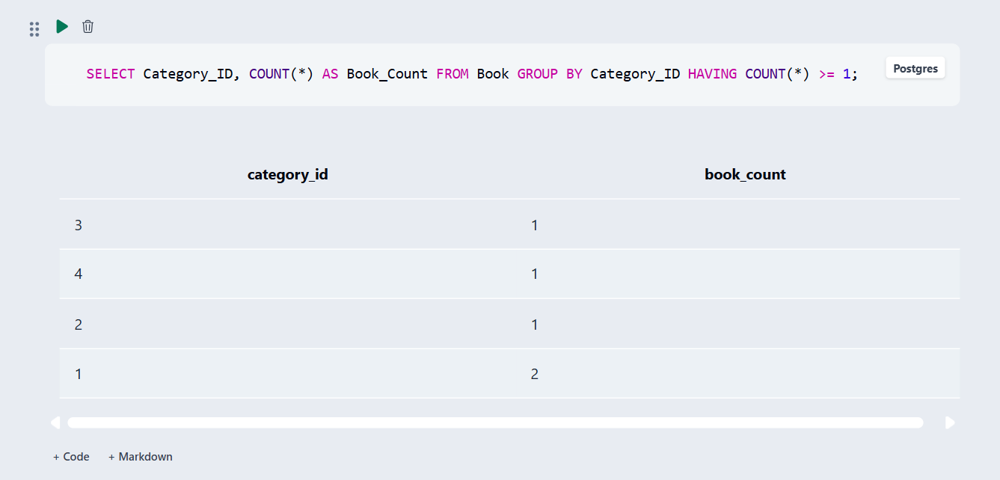 SELECT Category_ID, COUNT(*) AS Book_Count FROM Book GROUP BY Category_ID HAVING COUNT(*) >= 1;
Postgres
category_id book_count
3 1
4 1
2 1
1 2
+ Code + Markdown